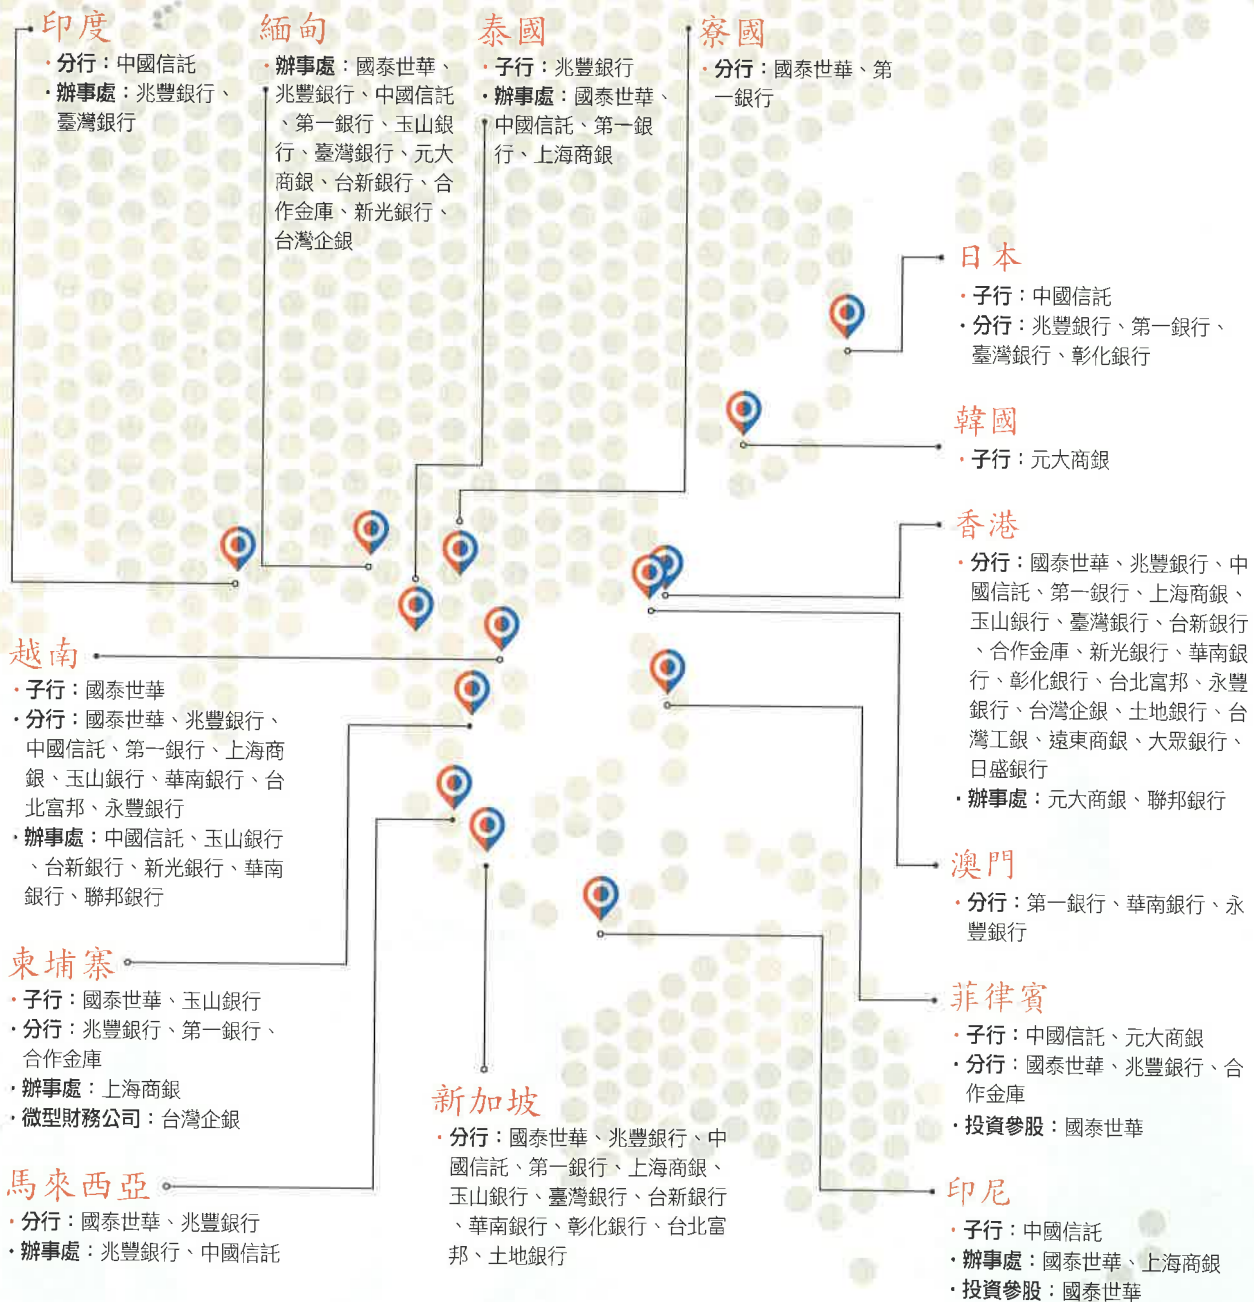 印度
・分行：中國信託
・辦事處：兆豐銀行、
臺灣銀行
緬甸
・辦事處：國泰世華、
兆豐銀行、中國信託
、第一銀行、玉山銀
行、臺灣銀行、元大
商銀、台新銀行、合
作金庫、新光銀行、
台灣企銀
泰國
・子行：兆豐銀行
・辦事處：國泰世華、
中國信託、第一銀
行、上海商銀
寮國
・分行：國泰世華、第
一銀行
日本
・子行：中國信託
・分行：兆豐銀行、第一銀行、
臺灣銀行、彰化銀行
韓國
・子行：元大商銀
香港
・分行：國泰世華、兆豐銀行、中
國信託、第一銀行、上海商銀、
玉山銀行、臺灣銀行、台新銀行
、合作金庫、新光銀行、華南銀
行、彰化銀行、台北富邦、永豐
銀行、台灣企銀、土地銀行、台
灣工銀、遠東商銀、大眾銀行、
日盛銀行
・辦事處：元大商銀、聯邦銀行
澳門
・分行：第一銀行、華南銀行、永
豐銀行
菲律賓
・子行：中國信託、元大商銀
・分行：國泰世華、兆豐銀行、合
作金庫
・投資參股：國泰世華
印尼
・子行：中國信託
・辦事處：國泰世華、上海商銀
・投資參股：國泰世華
越南
・子行：國泰世華
・分行：國泰世華、兆豐銀行、
中國信託、第一銀行、上海商
銀、玉山銀行、華南銀行、台
北富邦、永豐銀行
・辦事處：中國信託、玉山銀行
、台新銀行、新光銀行、華南
銀行、聯邦銀行
柬埔寨
・子行：國泰世華、玉山銀行
・分行：兆豐銀行、第一銀行、
合作金庫
・辦事處：上海商銀
・微型財務公司：台灣企銀
馬來西亞
・分行：國泰世華、兆豐銀行
・辦事處：兆豐銀行、中國信託
新加坡
・分行：國泰世華、兆豐銀行、中
國信託、第一銀行、上海商銀、
玉山銀行、臺灣銀行、台新銀行
、華南銀行、彰化銀行、台北富
邦、土地銀行